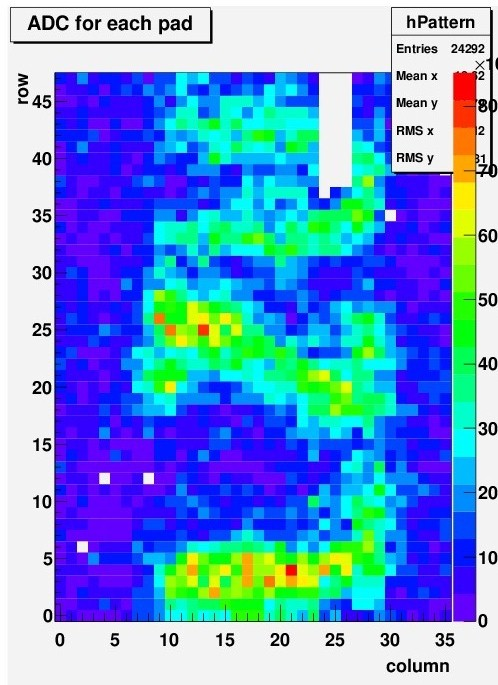 ADC for each pad
hPattern
Entries 24292
Mean x
Mean y
RMS x
RMS y
row
45
40
35
30
25
20
15
10
5
0
0 5 10 15 20 25 30 35
column
80
70
60
50
40
30
20
10
0